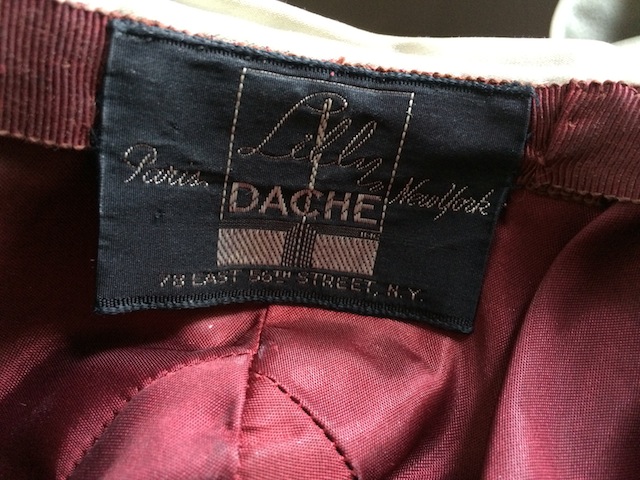 Lilly
Paris. New York
DACHE
78 EAST 56TH STREET, N.Y.